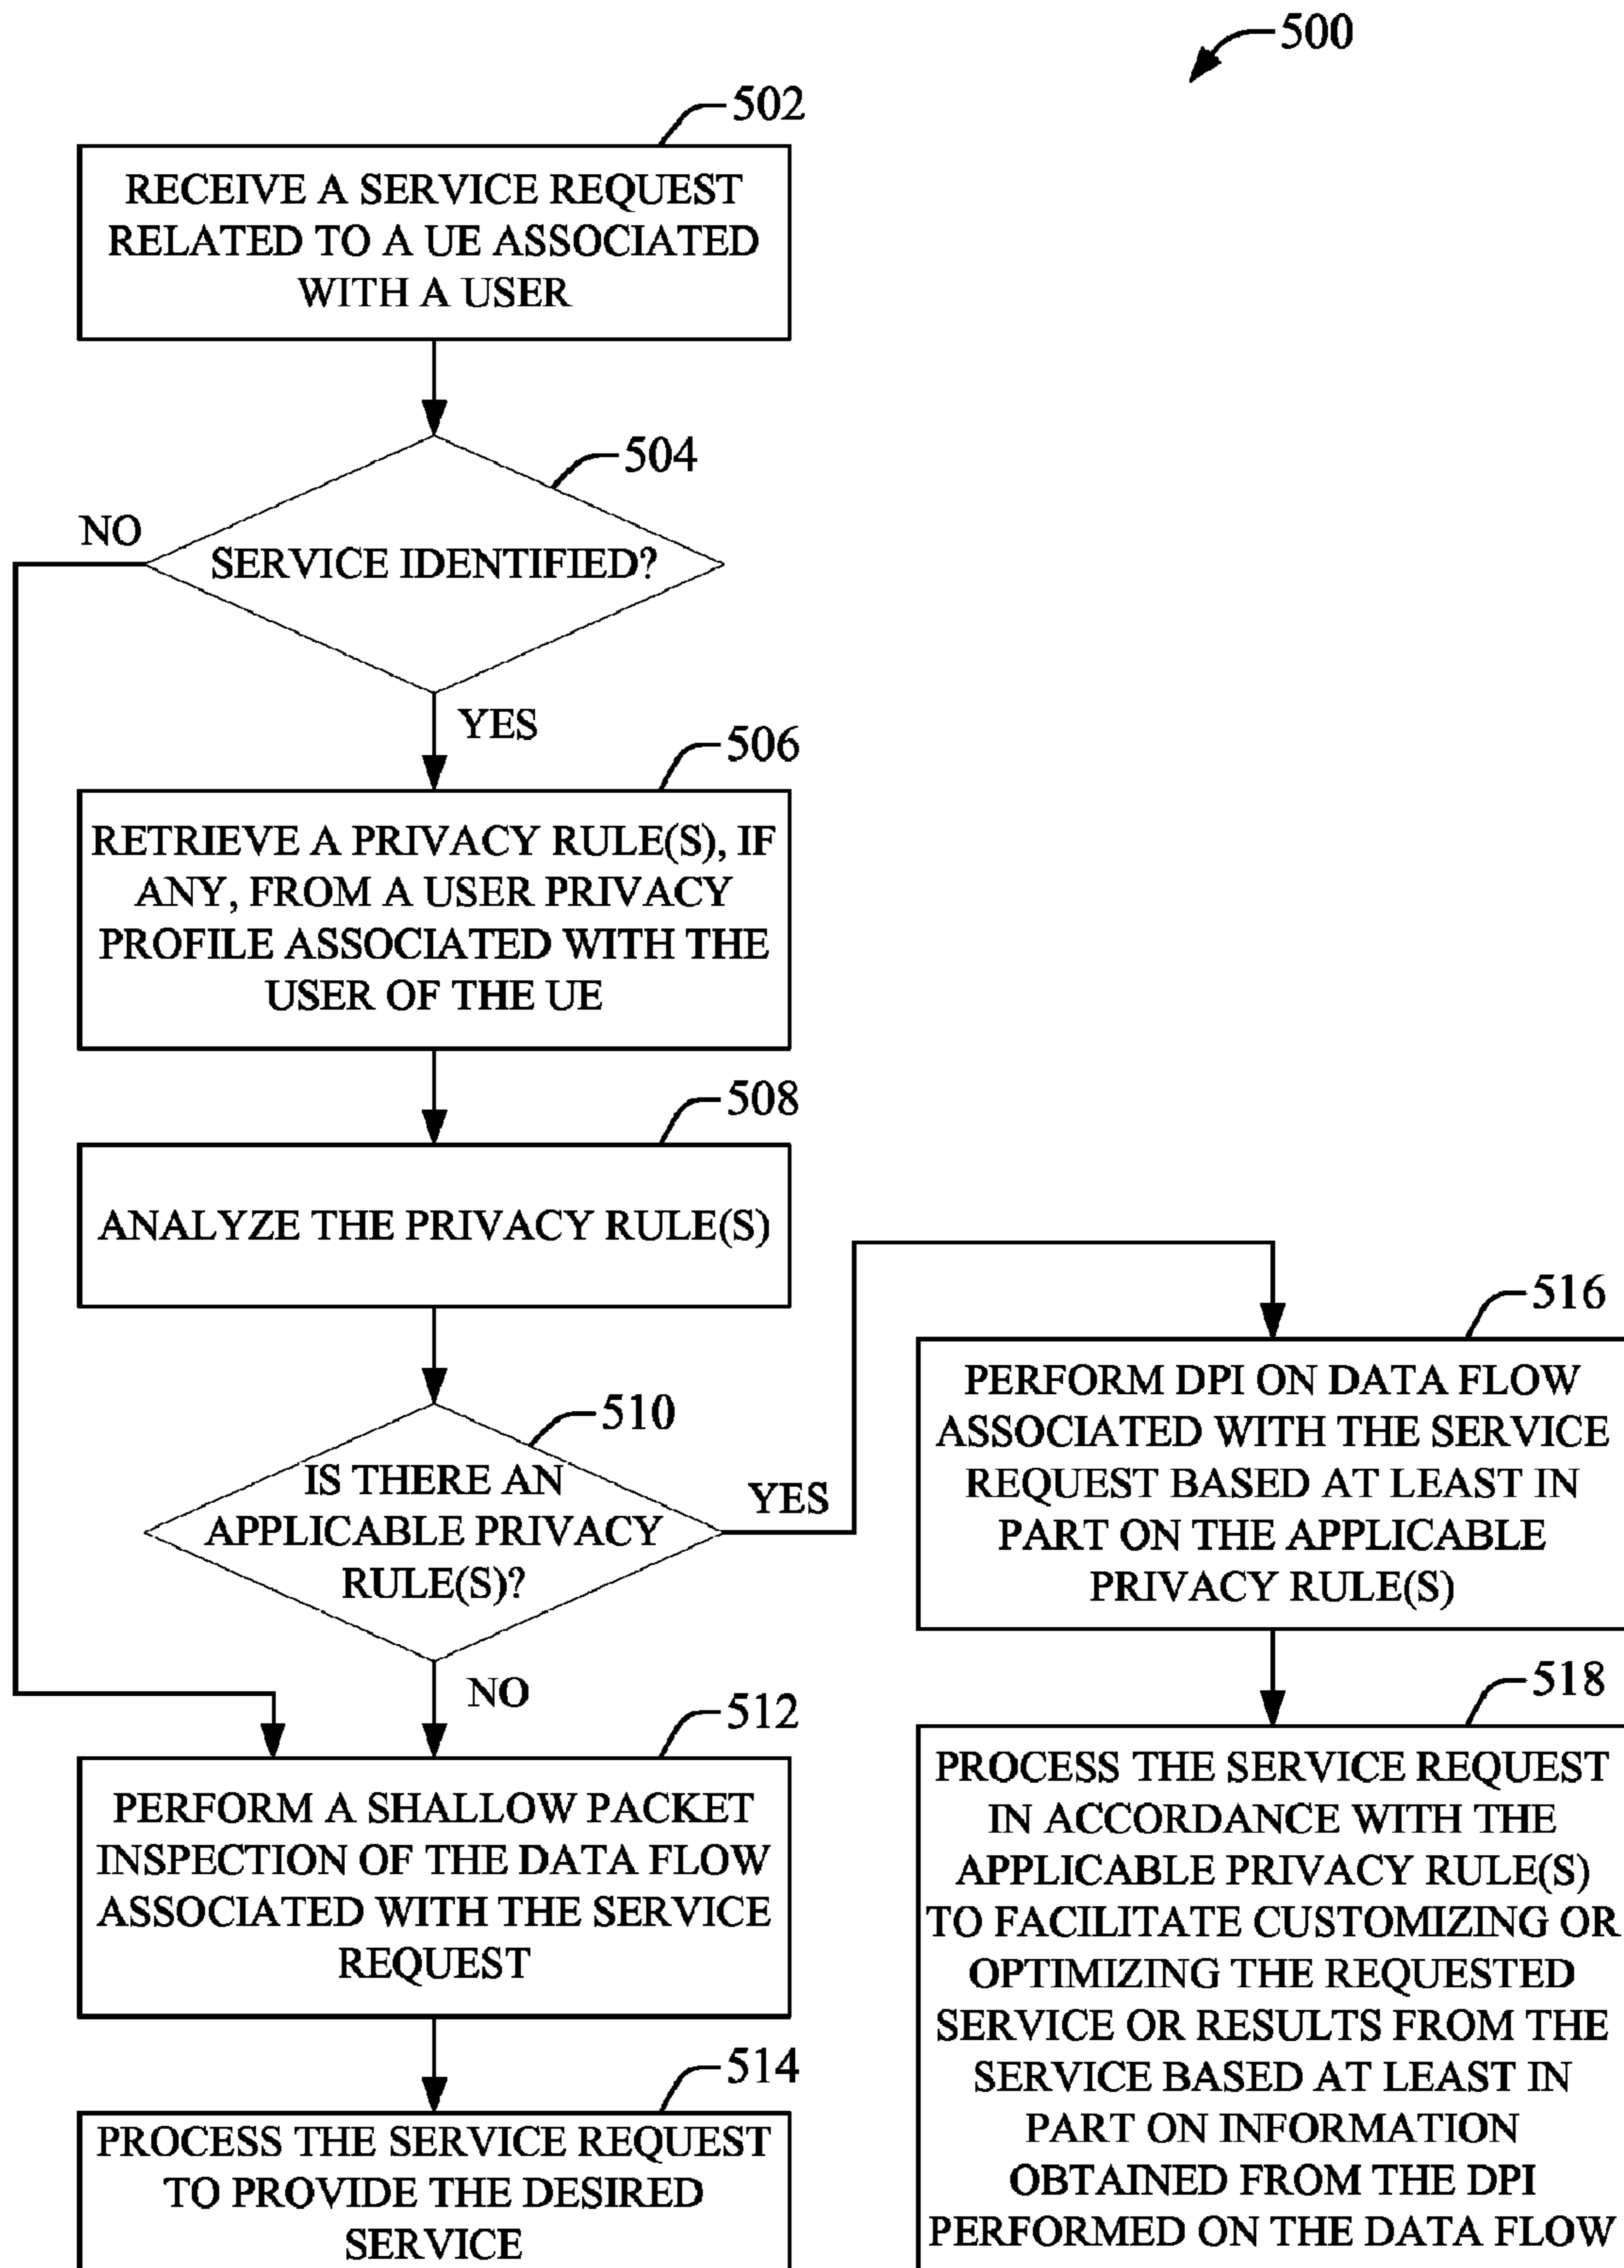 500
502
RECEIVE A SERVICE REQUEST
RELATED TO A UE ASSOCIATED
WITH A USER
504
NO
SERVICE IDENTIFIED?
YES
506
RETRIEVE A PRIVACY RULE(S), IF
ANY, FROM A USER PRIVACY
PROFILE ASSOCIATED WITH THE
USER OF THE UE
508
ANALYZE THE PRIVACY RULE(S)
510
IS THERE AN
APPLICABLE PRIVACY
RULE(S)?
YES
NO
512
PERFORM A SHALLOW PACKET
INSPECTION OF THE DATA FLOW
ASSOCIATED WITH THE SERVICE
REQUEST
514
PROCESS THE SERVICE REQUEST
TO PROVIDE THE DESIRED
SERVICE
516
PERFORM DPI ON DATA FLOW
ASSOCIATED WITH THE SERVICE
REQUEST BASED AT LEAST IN
PART ON THE APPLICABLE
PRIVACY RULE(S)
518
PROCESS THE SERVICE REQUEST
IN ACCORDANCE WITH THE
APPLICABLE PRIVACY RULE(S)
TO FACILITATE CUSTOMIZING OR
OPTIMIZING THE REQUESTED
SERVICE OR RESULTS FROM THE
SERVICE BASED AT LEAST IN
PART ON INFORMATION
OBTAINED FROM THE DPI
PERFORMED ON THE DATA FLOW